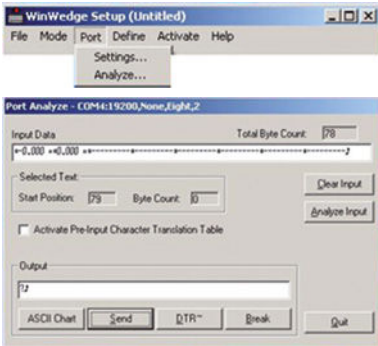 WinWedge Setup (Untitled)
File Mode Port Define Activate Help
Settings...
Analyze...
Port Analyze - COM4:19200,None,Eight,2
Input Data
Total Byte Count: 78
Selected Text:
Start Position: 79 Byte Count: 0
Clear Input
Analyze Input
Activate Pre-Input Character Translation Table
Output
?♪
ASCII Chart Send DTR~ Break Quit